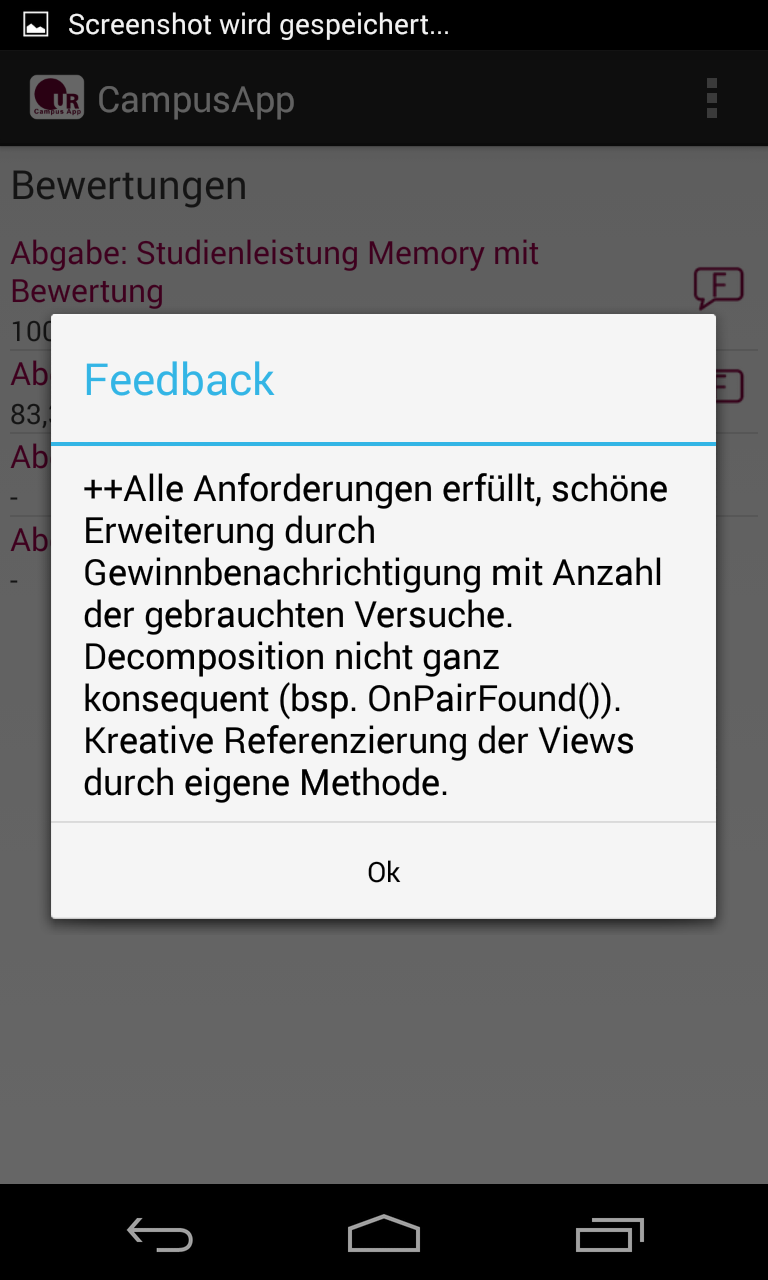 Screenshot wird gespeichert...
UR
Campus App
CampusApp
Bewertungen
Abgabe: Studienleistung Memory mit
Bewertung
F
100
Ab
83,
Ab
-
Ab
-
Feedback
++Alle Anforderungen erfüllt, schöne
Erweiterung durch
Gewinnbenachrichtigung mit Anzahl
der gebrauchten Versuche.
Decomposition nicht ganz
konsequent (bsp. OnPairFound()).
Kreative Referenzierung der Views
durch eigene Methode.
Ok